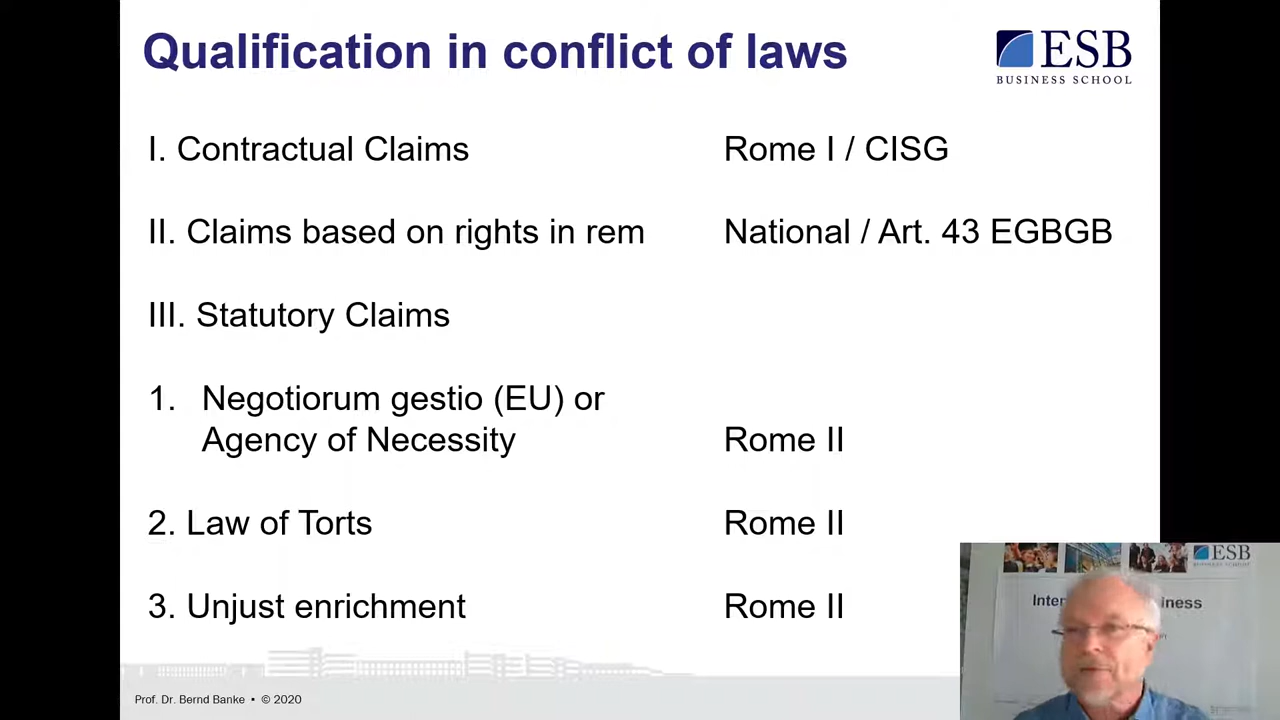 Qualification in conflict of laws
ESB
BUSINESS SCHOOL
I. Contractual Claims Rome I / CISG
II. Claims based on rights in rem National / Art. 43 EGBGB
III. Statutory Claims
1. Negotiorum gestio (EU) or
Agency of Necessity Rome II
2. Law of Torts Rome II
3. Unjust enrichment Rome II
ESB
Prof. Dr. Bernd Banke • © 2020